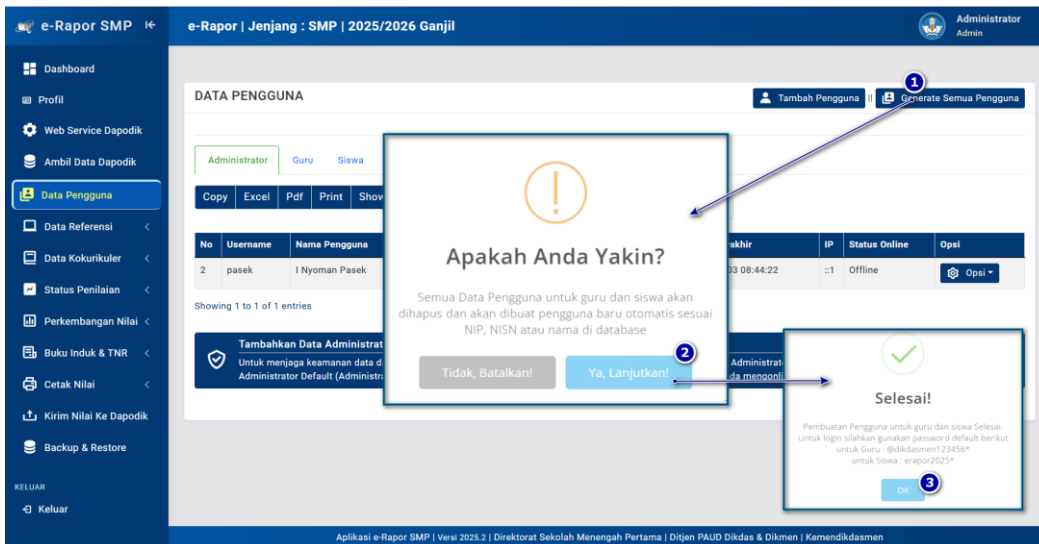 e-Rapor SMP
e-Rapor | Jenjang : SMP | 2025/2026 Ganjil
Administrator
Admin
Dashboard
Profil
Web Service Dapodik
Ambil Data Dapodik
Data Pengguna
Data Referensi
Data Kokurikuler
Status Penilaian
Perkembangan Nilai
Buku Induk & TNR
Cetak Nilai
Kirim Nilai Ke Dapodik
Backup & Restore
KELUAR
Keluar
DATA PENGGUNA
1
Tambah Pengguna || Generate Semua Pengguna
Administrator Guru Siswa
Copy Excel Pdf Print Show
No Username Nama Pengguna akhir IP Status Online Opsi
2 pasek I Nyoman Pasek 03 08:44:22 ::1 Offline Opsi
Showing 1 to 1 of 1 entries
Tambahkan Data Administrat
Untuk menjaga keamanan data d Administrat
Administrator Default (Administr da mengonli
Apakah Anda Yakin?
Semua Data Pengguna untuk guru dan siswa akan
dihapus dan akan dibuat pengguna baru otomatis sesuai
NIP, NISN atau nama di database
2
Tidak, Batalkan! Ya, Lanjutkan!
Selesai!
Pembuatan Pengguna untuk guru dan siswa Selesai.
Untuk login silahkan gunakan password default berikut
untuk Guru : @dikdasmen123456*
untuk Siswa : erapor2025*
OK 3
Aplikasi e-Rapor SMP | Versi 2025.2 | Direktorat Sekolah Menengah Pertama | Ditjen PAUD Dikdas & Dikmen | Kemendikdasmen